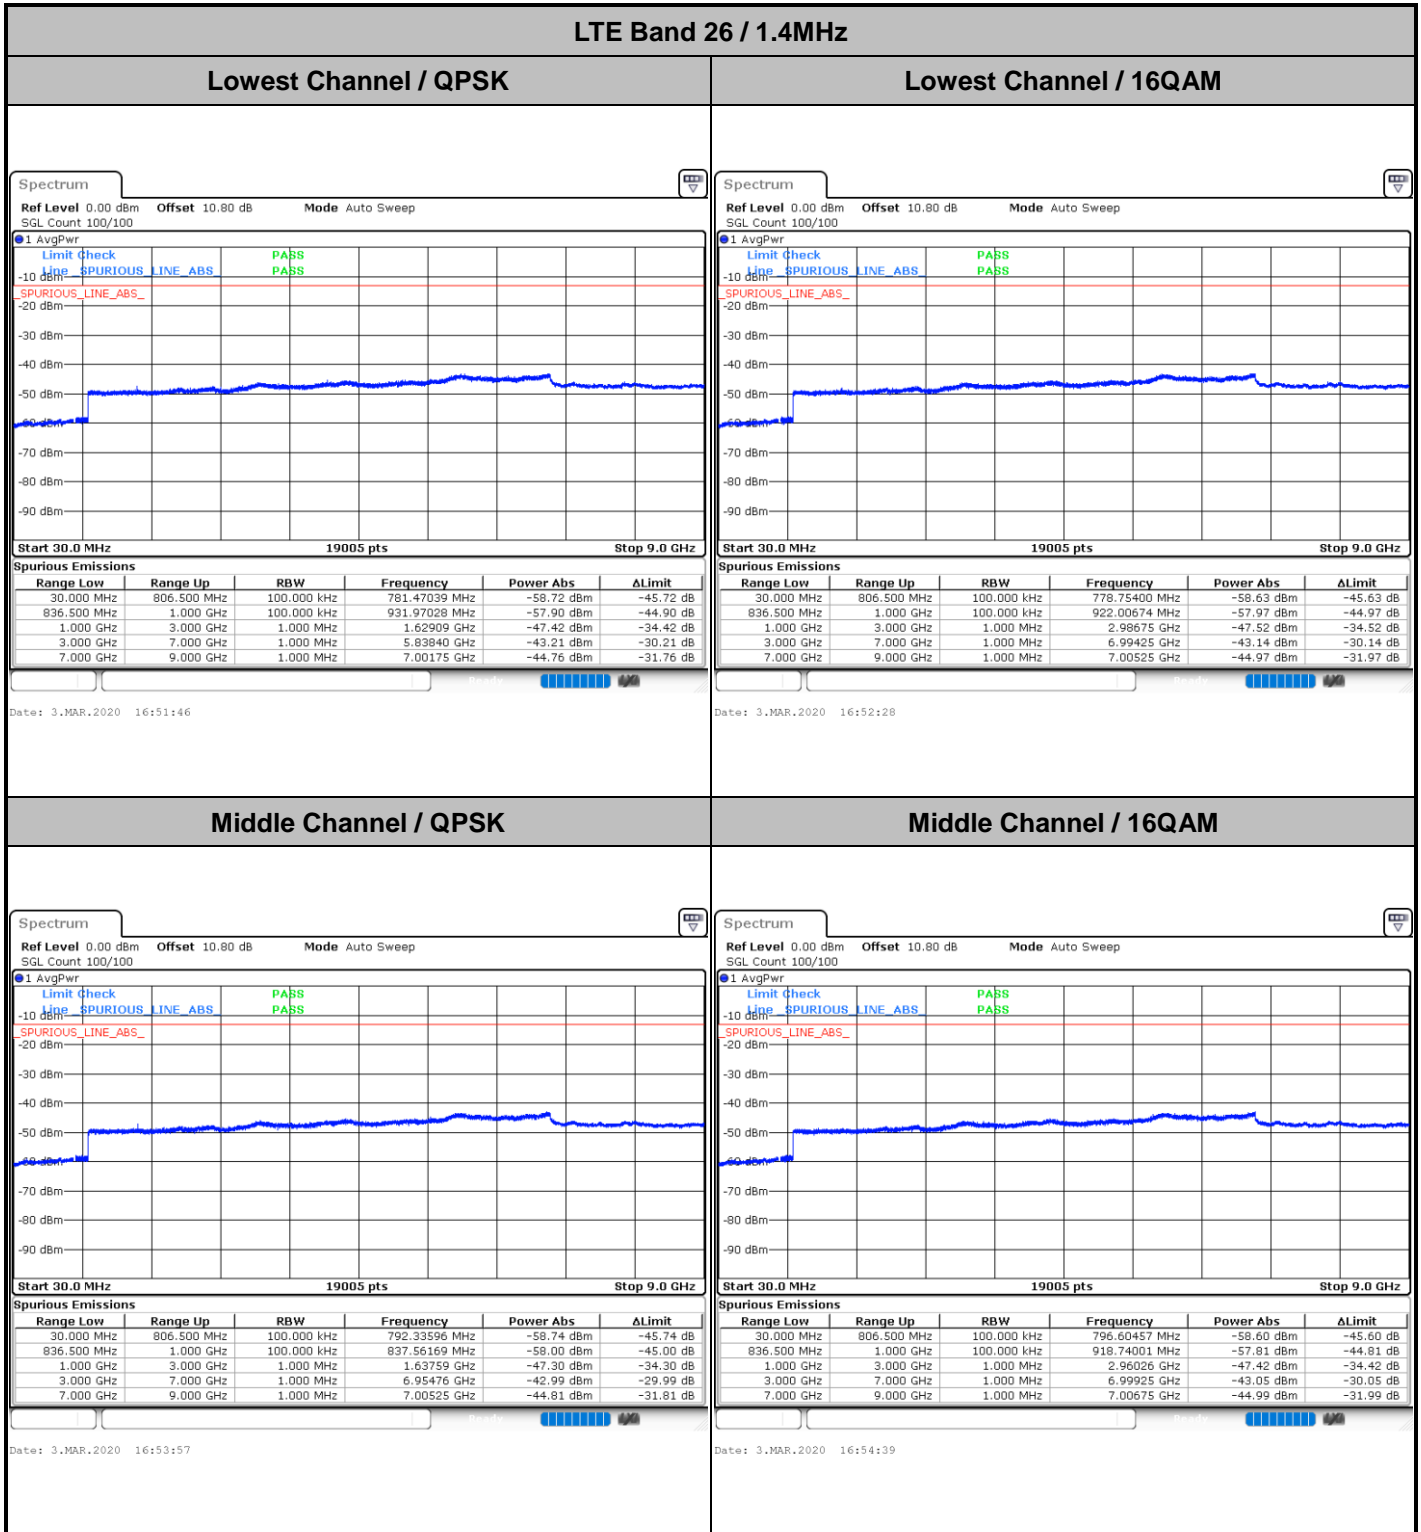 LTE Band 26 / 1.4MHz
Lowest Channel / QPSK
Lowest Channel / 16QAM
Spectrum
Ref Level 0.00 dBm Offset 10.80 dB Mode Auto Sweep
SGL Count 100/100
1 AvgPwr
Limit Check PASS
Line _SPURIOUS_LINE_ABS_ PASS
-10 dBm
_SPURIOUS_LINE_ABS_
-20 dBm
-30 dBm
-40 dBm
-50 dBm
-60 dBm
-70 dBm
-80 dBm
-90 dBm
Start 30.0 MHz 19005 pts Stop 9.0 GHz
Spurious Emissions
Range Low Range Up RBW Frequency Power Abs ΔLimit
30.000 MHz 806.500 MHz 100.000 kHz 781.47039 MHz -58.72 dBm -45.72 dB
836.500 MHz 1.000 GHz 100.000 kHz 931.97028 MHz -57.90 dBm -44.90 dB
1.000 GHz 3.000 GHz 1.000 MHz 1.62909 GHz -47.42 dBm -34.42 dB
3.000 GHz 7.000 GHz 1.000 MHz 5.83840 GHz -43.21 dBm -30.21 dB
7.000 GHz 9.000 GHz 1.000 MHz 7.00175 GHz -44.76 dBm -31.76 dB
Ready
Date: 3.MAR.2020 16:51:46
Spectrum
Ref Level 0.00 dBm Offset 10.80 dB Mode Auto Sweep
SGL Count 100/100
1 AvgPwr
Limit Check PASS
Line _SPURIOUS_LINE_ABS_ PASS
-10 dBm
_SPURIOUS_LINE_ABS_
-20 dBm
-30 dBm
-40 dBm
-50 dBm
-60 dBm
-70 dBm
-80 dBm
-90 dBm
Start 30.0 MHz 19005 pts Stop 9.0 GHz
Spurious Emissions
Range Low Range Up RBW Frequency Power Abs ΔLimit
30.000 MHz 806.500 MHz 100.000 kHz 778.75400 MHz -58.63 dBm -45.63 dB
836.500 MHz 1.000 GHz 100.000 kHz 922.00674 MHz -57.97 dBm -44.97 dB
1.000 GHz 3.000 GHz 1.000 MHz 2.98675 GHz -47.52 dBm -34.52 dB
3.000 GHz 7.000 GHz 1.000 MHz 6.99425 GHz -43.14 dBm -30.14 dB
7.000 GHz 9.000 GHz 1.000 MHz 7.00525 GHz -44.97 dBm -31.97 dB
Ready
Date: 3.MAR.2020 16:52:28
Middle Channel / QPSK
Middle Channel / 16QAM
Spectrum
Ref Level 0.00 dBm Offset 10.80 dB Mode Auto Sweep
SGL Count 100/100
1 AvgPwr
Limit Check PASS
Line _SPURIOUS_LINE_ABS_ PASS
-10 dBm
_SPURIOUS_LINE_ABS_
-20 dBm
-30 dBm
-40 dBm
-50 dBm
-60 dBm
-70 dBm
-80 dBm
-90 dBm
Start 30.0 MHz 19005 pts Stop 9.0 GHz
Spurious Emissions
Range Low Range Up RBW Frequency Power Abs ΔLimit
30.000 MHz 806.500 MHz 100.000 kHz 792.33596 MHz -58.74 dBm -45.74 dB
836.500 MHz 1.000 GHz 100.000 kHz 837.56169 MHz -58.00 dBm -45.00 dB
1.000 GHz 3.000 GHz 1.000 MHz 1.63759 GHz -47.30 dBm -34.30 dB
3.000 GHz 7.000 GHz 1.000 MHz 6.95476 GHz -42.99 dBm -29.99 dB
7.000 GHz 9.000 GHz 1.000 MHz 7.00525 GHz -44.81 dBm -31.81 dB
Ready
Date: 3.MAR.2020 16:53:57
Spectrum
Ref Level 0.00 dBm Offset 10.80 dB Mode Auto Sweep
SGL Count 100/100
1 AvgPwr
Limit Check PASS
Line _SPURIOUS_LINE_ABS_ PASS
-10 dBm
_SPURIOUS_LINE_ABS_
-20 dBm
-30 dBm
-40 dBm
-50 dBm
-60 dBm
-70 dBm
-80 dBm
-90 dBm
Start 30.0 MHz 19005 pts Stop 9.0 GHz
Spurious Emissions
Range Low Range Up RBW Frequency Power Abs ΔLimit
30.000 MHz 806.500 MHz 100.000 kHz 796.60457 MHz -58.60 dBm -45.60 dB
836.500 MHz 1.000 GHz 100.000 kHz 918.74001 MHz -57.81 dBm -44.81 dB
1.000 GHz 3.000 GHz 1.000 MHz 2.96026 GHz -47.42 dBm -34.42 dB
3.000 GHz 7.000 GHz 1.000 MHz 6.99925 GHz -43.05 dBm -30.05 dB
7.000 GHz 9.000 GHz 1.000 MHz 7.00675 GHz -44.99 dBm -31.99 dB
Ready
Date: 3.MAR.2020 16:54:39